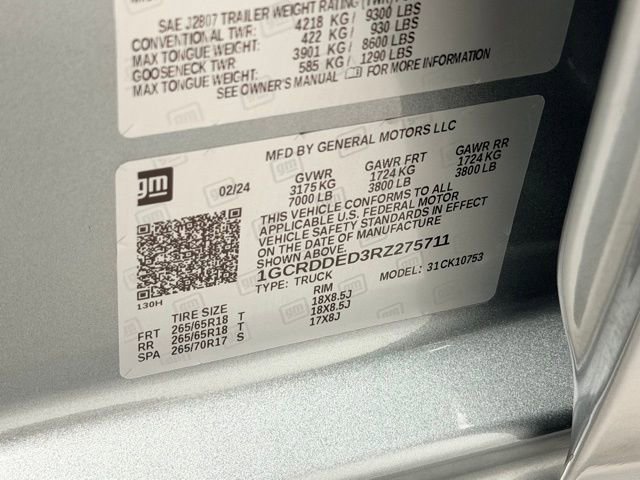 SAE J2807 TRAILER WEIGHT RATING (TWR)
CONVENTIONAL TWR: 4218 KG / 9300 LBS
MAX TONGUE WEIGHT: 422 KG / 930 LBS
GOOSENECK TWR 3901 KG / 8600 LBS
MAX TONGUE WEIGHT: 585 KG / 1290 LBS
SEE OWNER'S MANUAL FOR MORE INFORMATION
MFD BY GENERAL MOTORS LLC
gm
02/24 GVWR GAWR FRT GAWR RR
3175 KG 1724 KG 1724 KG
7000 LB 3800 LB 3800 LB
THIS VEHICLE CONFORMS TO ALL
APPLICABLE U.S. FEDERAL MOTOR
VEHICLE SAFETY STANDARDS IN EFFECT
ON THE DATE OF MANUFACTURE
SHOWN ABOVE.
1GCRDDED3RZ275711
TYPE: TRUCK MODEL: 31CK10753
130H
TIRE SIZE RIM
FRT 265/65R18 T 18X8.5J
RR 265/65R18 T 18X8.5J
SPA 265/70R17 S 17X8J